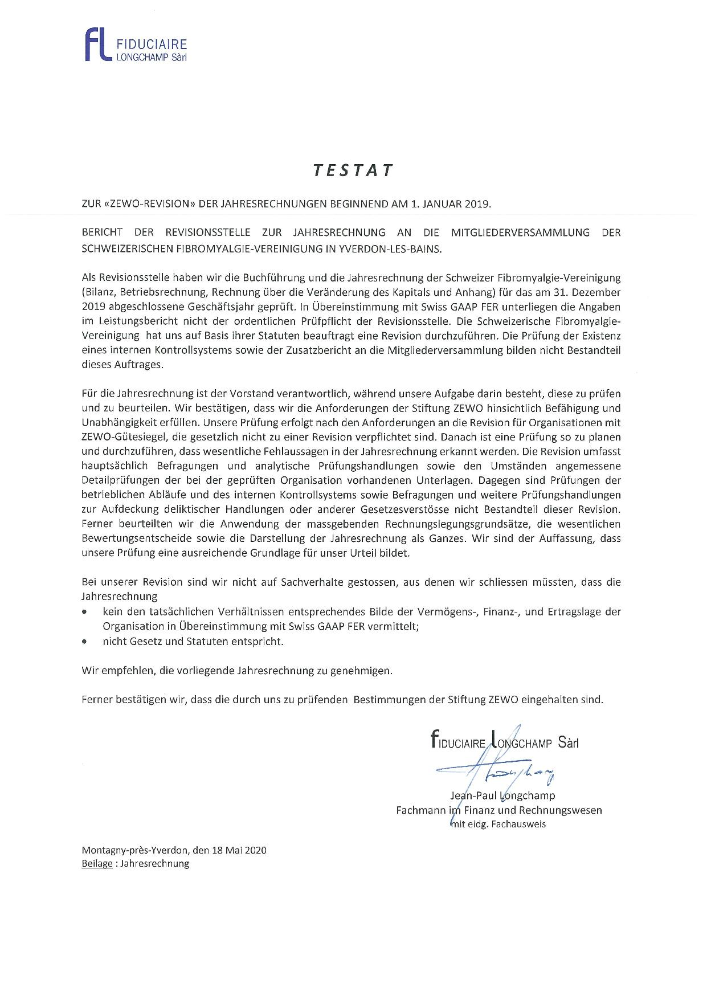 FL FIDUCIAIRE
LONGCHAMP Sàrl
TESTAT
ZUR «ZEWO-REVISION» DER JAHRESRECHNUNGEN BEGINNEND AM 1. JANUAR 2019.
BERICHT DER REVISIONSSTELLE ZUR JAHRESRECHNUNG AN DIE MITGLIEDERVERSAMMLUNG DER
SCHWEIZERISCHEN FIBROMYALGIE-VEREINIGUNG IN YVERDON-LES-BAINS.
Als Revisionsstelle haben wir die Buchführung und die Jahresrechnung der Schweizer Fibromyalgie-Vereinigung
(Bilanz, Betriebsrechnung, Rechnung über die Veränderung des Kapitals und Anhang) für das am 31. Dezember
2019 abgeschlossene Geschäftsjahr geprüft. In Übereinstimmung mit Swiss GAAP FER unterliegen die Angaben
im Leistungsbericht nicht der ordentlichen Prüfpflicht der Revisionsstelle. Die Schweizerische Fibromyalgie-
Vereinigung hat uns auf Basis ihrer Statuten beauftragt eine Revision durchzuführen. Die Prüfung der Existenz
eines internen Kontrollsystems sowie der Zusatzbericht an die Mitgliederversammlung bilden nicht Bestandteil
dieses Auftrages.
Für die Jahresrechnung ist der Vorstand verantwortlich, während unsere Aufgabe darin besteht, diese zu prüfen
und zu beurteilen. Wir bestätigen, dass wir die Anforderungen der Stiftung ZEWO hinsichtlich Befähigung und
Unabhängigkeit erfüllen. Unsere Prüfung erfolgt nach den Anforderungen an die Revision für Organisationen mit
ZEWO-Gütesiegel, die gesetzlich nicht zu einer Revision verpflichtet sind. Danach ist eine Prüfung so zu planen
und durchzuführen, dass wesentliche Fehlaussagen in der Jahresrechnung erkannt werden. Die Revision umfasst
hauptsächlich Befragungen und analytische Prüfungshandlungen sowie den Umständen angemessene
Detailprüfungen der bei der geprüften Organisation vorhandenen Unterlagen. Dagegen sind Prüfungen der
betrieblichen Abläufe und des internen Kontrollsystems sowie Befragungen und weitere Prüfungshandlungen
zur Aufdeckung deliktischer Handlungen oder anderer Gesetzesverstösse nicht Bestandteil dieser Revision.
Ferner beurteilten wir die Anwendung der massgebenden Rechnungslegungsgrundsätze, die wesentlichen
Bewertungsentscheide sowie die Darstellung der Jahresrechnung als Ganzes. Wir sind der Auffassung, dass
unsere Prüfung eine ausreichende Grundlage für unser Urteil bildet.
Bei unserer Revision sind wir nicht auf Sachverhalte gestossen, aus denen wir schliessen müssten, dass die
Jahresrechnung
• kein den tatsächlichen Verhältnissen entsprechendes Bilde der Vermögens-, Finanz-, und Ertragslage der
Organisation in Übereinstimmung mit Swiss GAAP FER vermittelt;
• nicht Gesetz und Statuten entspricht.
Wir empfehlen, die vorliegende Jahresrechnung zu genehmigen.
Ferner bestätigen wir, dass die durch uns zu prüfenden Bestimmungen der Stiftung ZEWO eingehalten sind.
fIDUCIAIRE LONGCHAMP Sàrl
Jean-Paul Longchamp
Fachmann im Finanz und Rechnungswesen
mit eidg. Fachausweis
Montagny-près-Yverdon, den 18 Mai 2020
Beilage : Jahresrechnung